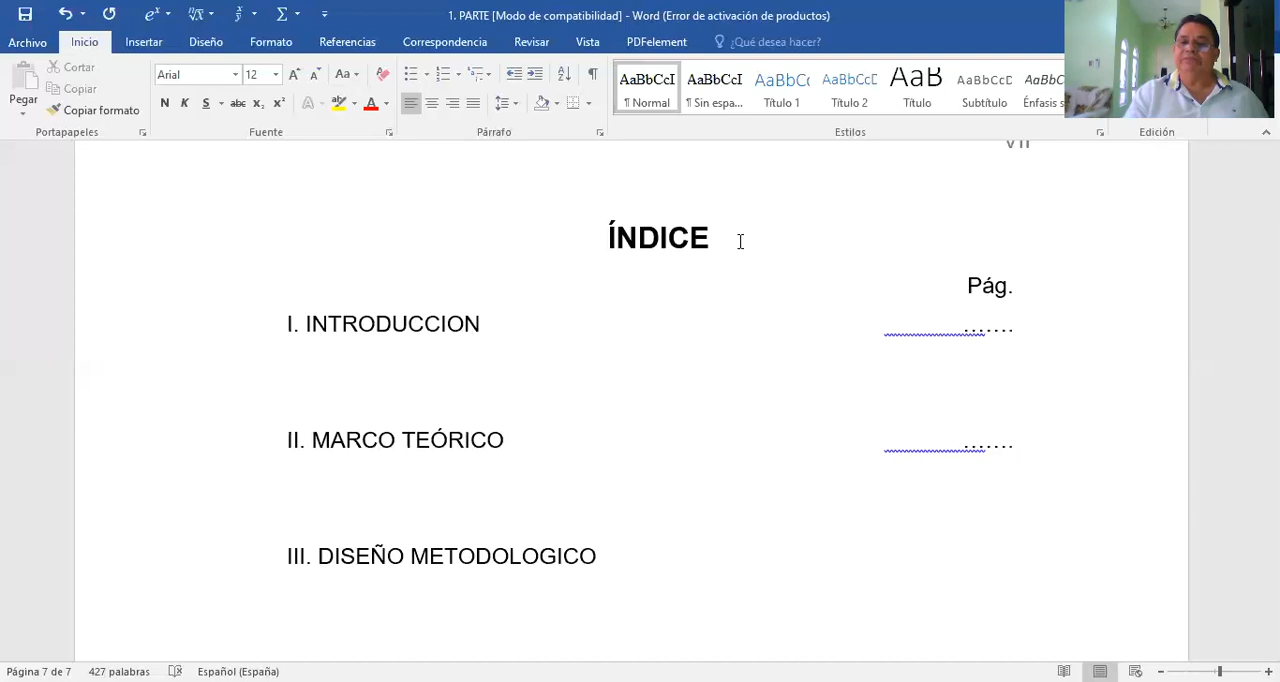 1. PARTE [Modo de compatibilidad] - Word (Error de activación de productos)
Archivo Inicio Insertar Diseño Formato Referencias Correspondencia Revisar Vista PDFelement ¿Qué desea hacer?
Pegar
Cortar
Copiar
Copiar formato
Arial 12
AaBbCcI AaBbCcI AaBbCc AaBbCcD AaB AaBbCcD AaBbC
¶ Normal ¶ Sin espa... Título 1 Título 2 Título Subtítulo Énfasis s
Portapapeles Fuente Párrafo Estilos Edición
VII
ÍNDICE
Pág.
I. INTRODUCCION …….
II. MARCO TEÓRICO …….
III. DISEÑO METODOLOGICO
Página 7 de 7 427 palabras Español (España)